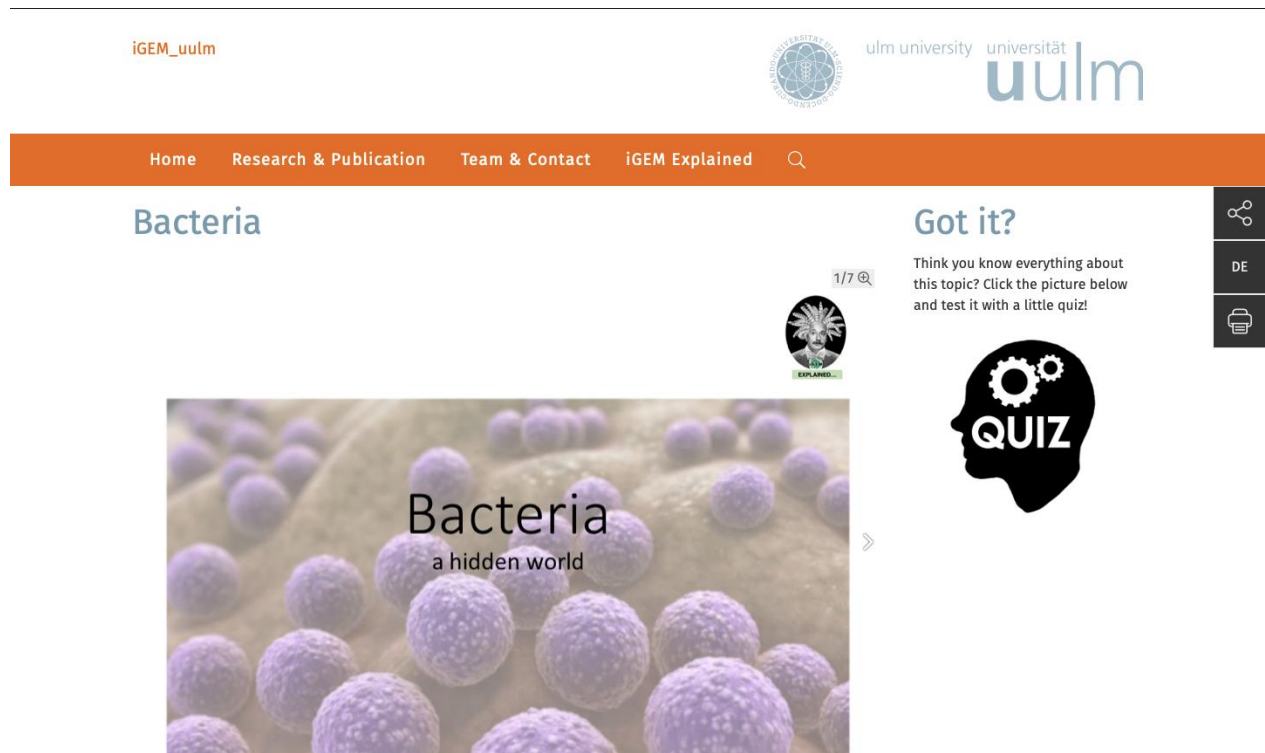 iGEM_uulm
ulm university universität
uulm
Home Research & Publication Team & Contact iGEM Explained
Bacteria
1/7
EXPLAINED...
Bacteria
a hidden world
Got it?
Think you know everything about
this topic? Click the picture below
and test it with a little quiz!
QUIZ
DE